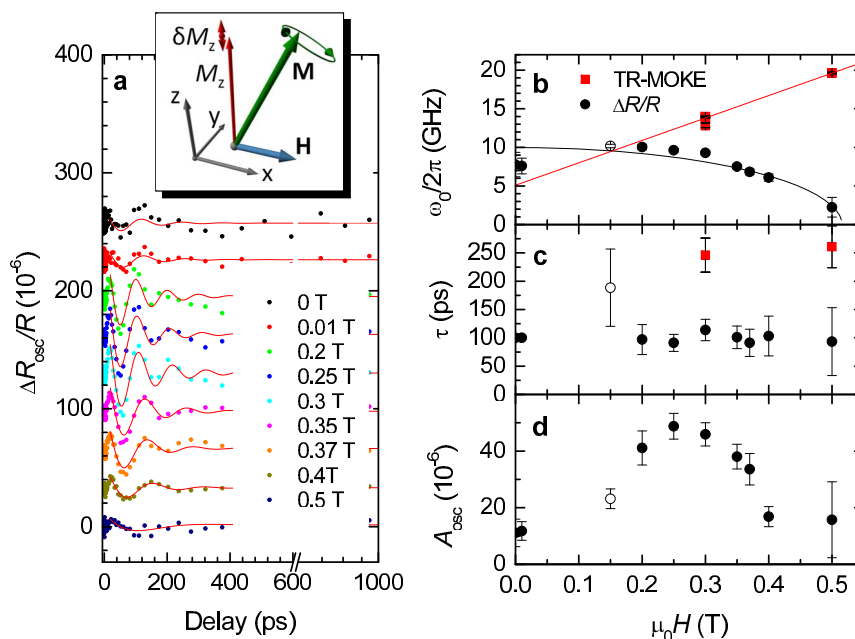 a
δM_z
M_z
M
H
z
y
x
400
300
200
100
0
ΔR_osc/R (10^-6)
0 T
0.01 T
0.2 T
0.25 T
0.3 T
0.35 T
0.37 T
0.4T
0.5 T
0 200 400 600 1000
Delay (ps)
b
TR-MOKE
ΔR/R
20
15
10
5
0
ω_0/2π (GHz)
c
250
200
150
100
50
0
τ (ps)
d
40
20
0
A_osc (10^-6)
0.0 0.1 0.2 0.3 0.4 0.5
μ_0H (T)